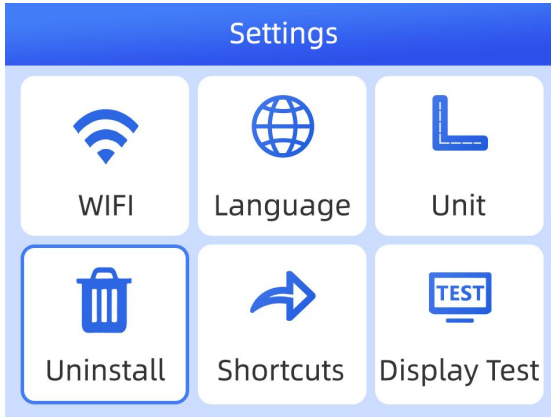 Settings
WIFI
Language
Unit
TEST
Uninstall
Shortcuts
Display Test